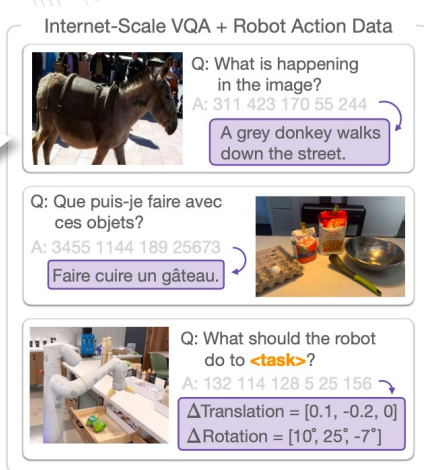 Internet-Scale VQA + Robot Action Data
Q: What is happening
in the image?
A: 311 423 170 55 244
A grey donkey walks
down the street.
Q: Que puis-je faire avec
ces objets?
A: 3455 1144 189 25673
Faire cuire un gâteau.
Q: What should the robot
do to <task>?
A: 132 114 128 5 25 156
ΔTranslation = [0.1, -0.2, 0]
ΔRotation = [10°, 25°, -7°]